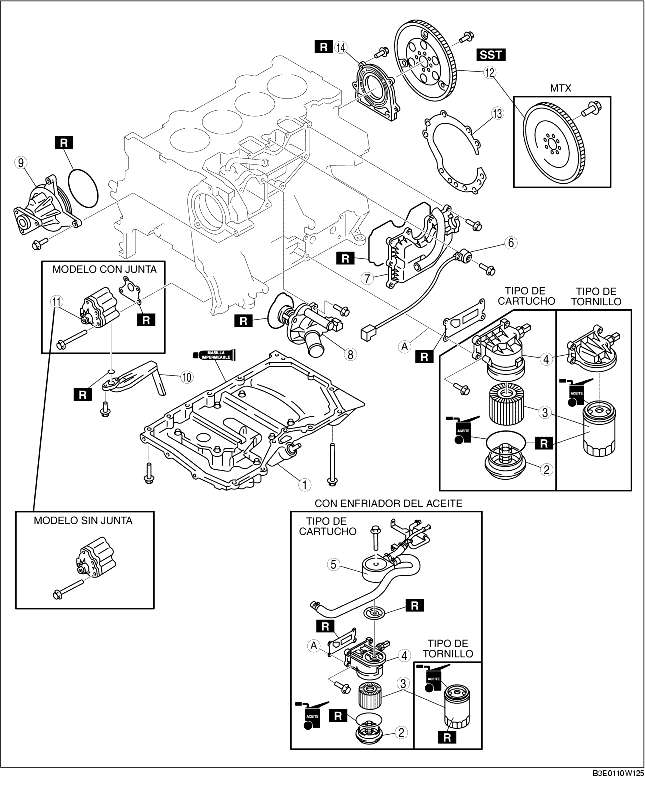 R 14
SST
12
MTX
13
R
9
6
R
7
MODELO CON JUNTA
11
R
R
8
TIPO DE
CARTUCHO
TIPO DE
TORNILLO
A
R
4
SELLADOR
IMPERMEABLE
R
10
ACEITE
3
ACEITE
R
2
1
MODELO SIN JUNTA
CON ENFRIADOR DEL ACEITE
TIPO DE
CARTUCHO
5
R
R
A
4
TIPO DE
TORNILLO
3
ACEITE
ACEITE
R
2
R
B3E0110W125